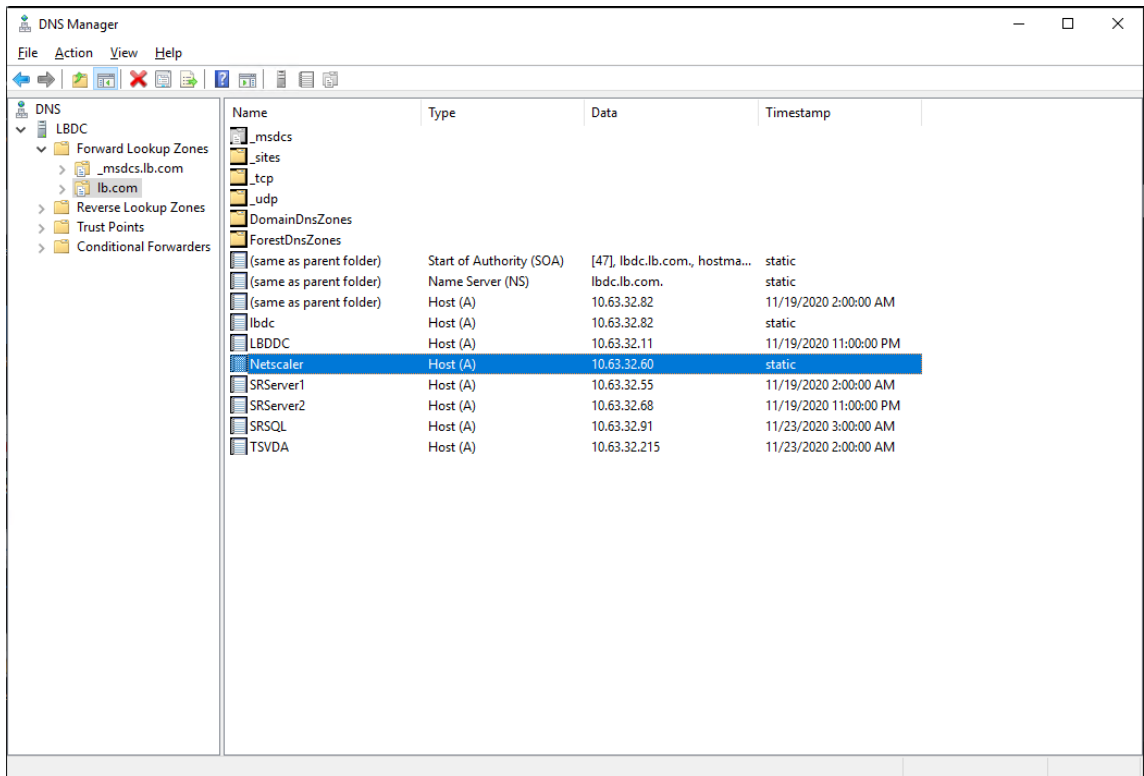 DNS Manager
File Action View Help
DNS
LBDC
Forward Lookup Zones
_msdcs.lb.com
lb.com
Reverse Lookup Zones
Trust Points
Conditional Forwarders
Name Type Data Timestamp
_msdcs
_sites
_tcp
_udp
DomainDnsZones
ForestDnsZones
(same as parent folder) Start of Authority (SOA) [47], lbdc.lb.com., hostma... static
(same as parent folder) Name Server (NS) lbdc.lb.com. static
(same as parent folder) Host (A) 10.63.32.82 11/19/2020 2:00:00 AM
lbdc Host (A) 10.63.32.82 static
LBDDC Host (A) 10.63.32.11 11/19/2020 11:00:00 PM
Netscaler Host (A) 10.63.32.60 static
SRServer1 Host (A) 10.63.32.55 11/19/2020 2:00:00 AM
SRServer2 Host (A) 10.63.32.68 11/19/2020 11:00:00 PM
SRSQL Host (A) 10.63.32.91 11/23/2020 3:00:00 AM
TSVDA Host (A) 10.63.32.215 11/23/2020 2:00:00 AM